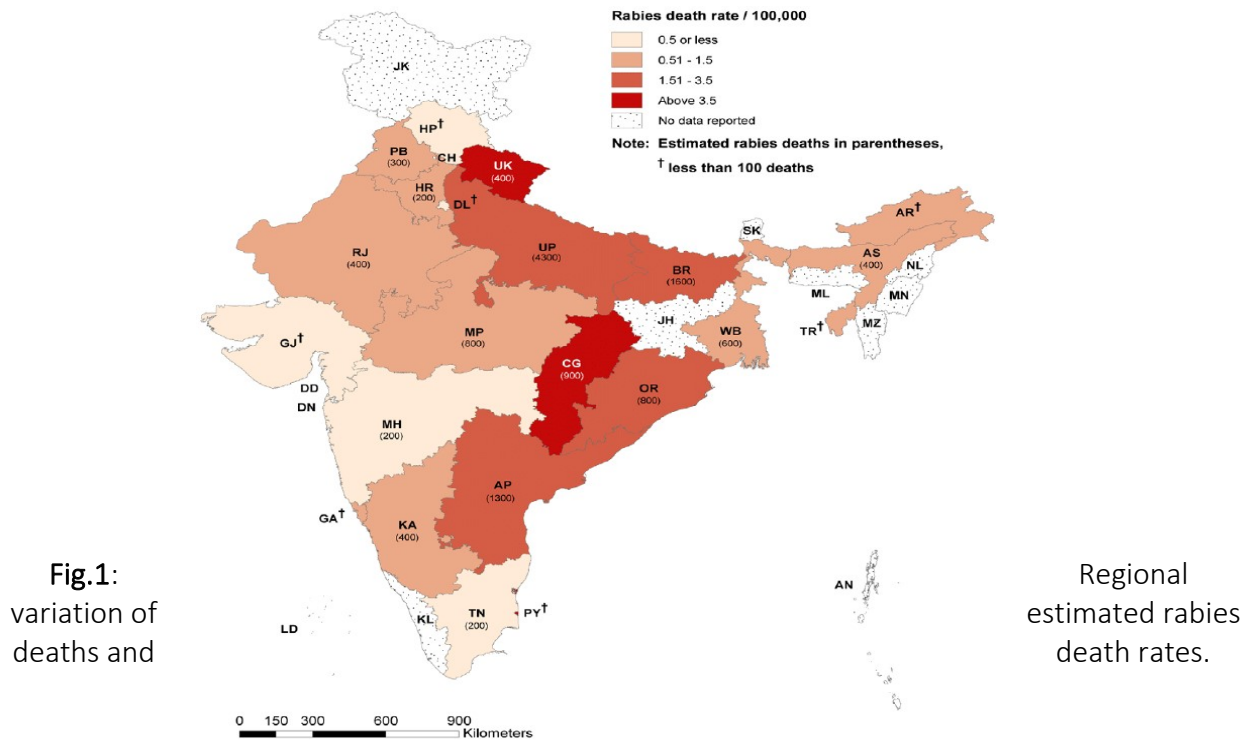 Rabies death rate / 100,000
0.5 or less
0.51 - 1.5
1.51 - 3.5
Above 3.5
No data reported
Note: Estimated rabies deaths in parentheses,
† less than 100 deaths
JK
HP†
PB
(300)
CH
UK
(400)
HR
(200)
DL†
RJ
(400)
UP
(4300)
BR
(1600)
SK
AR†
AS
(400)
NL
ML
MN
TR†
MZ
GJ†
MP
(800)
JH
WB
(600)
CG
(900)
OR
(800)
DD
DN
MH
(200)
AP
(1300)
GA†
KA
(400)
AN
LD
KL
TN
(200)
PY†
Fig.1: Regional
variation of estimated rabies
deaths and death rates.
0 150 300 600 900
Kilometers